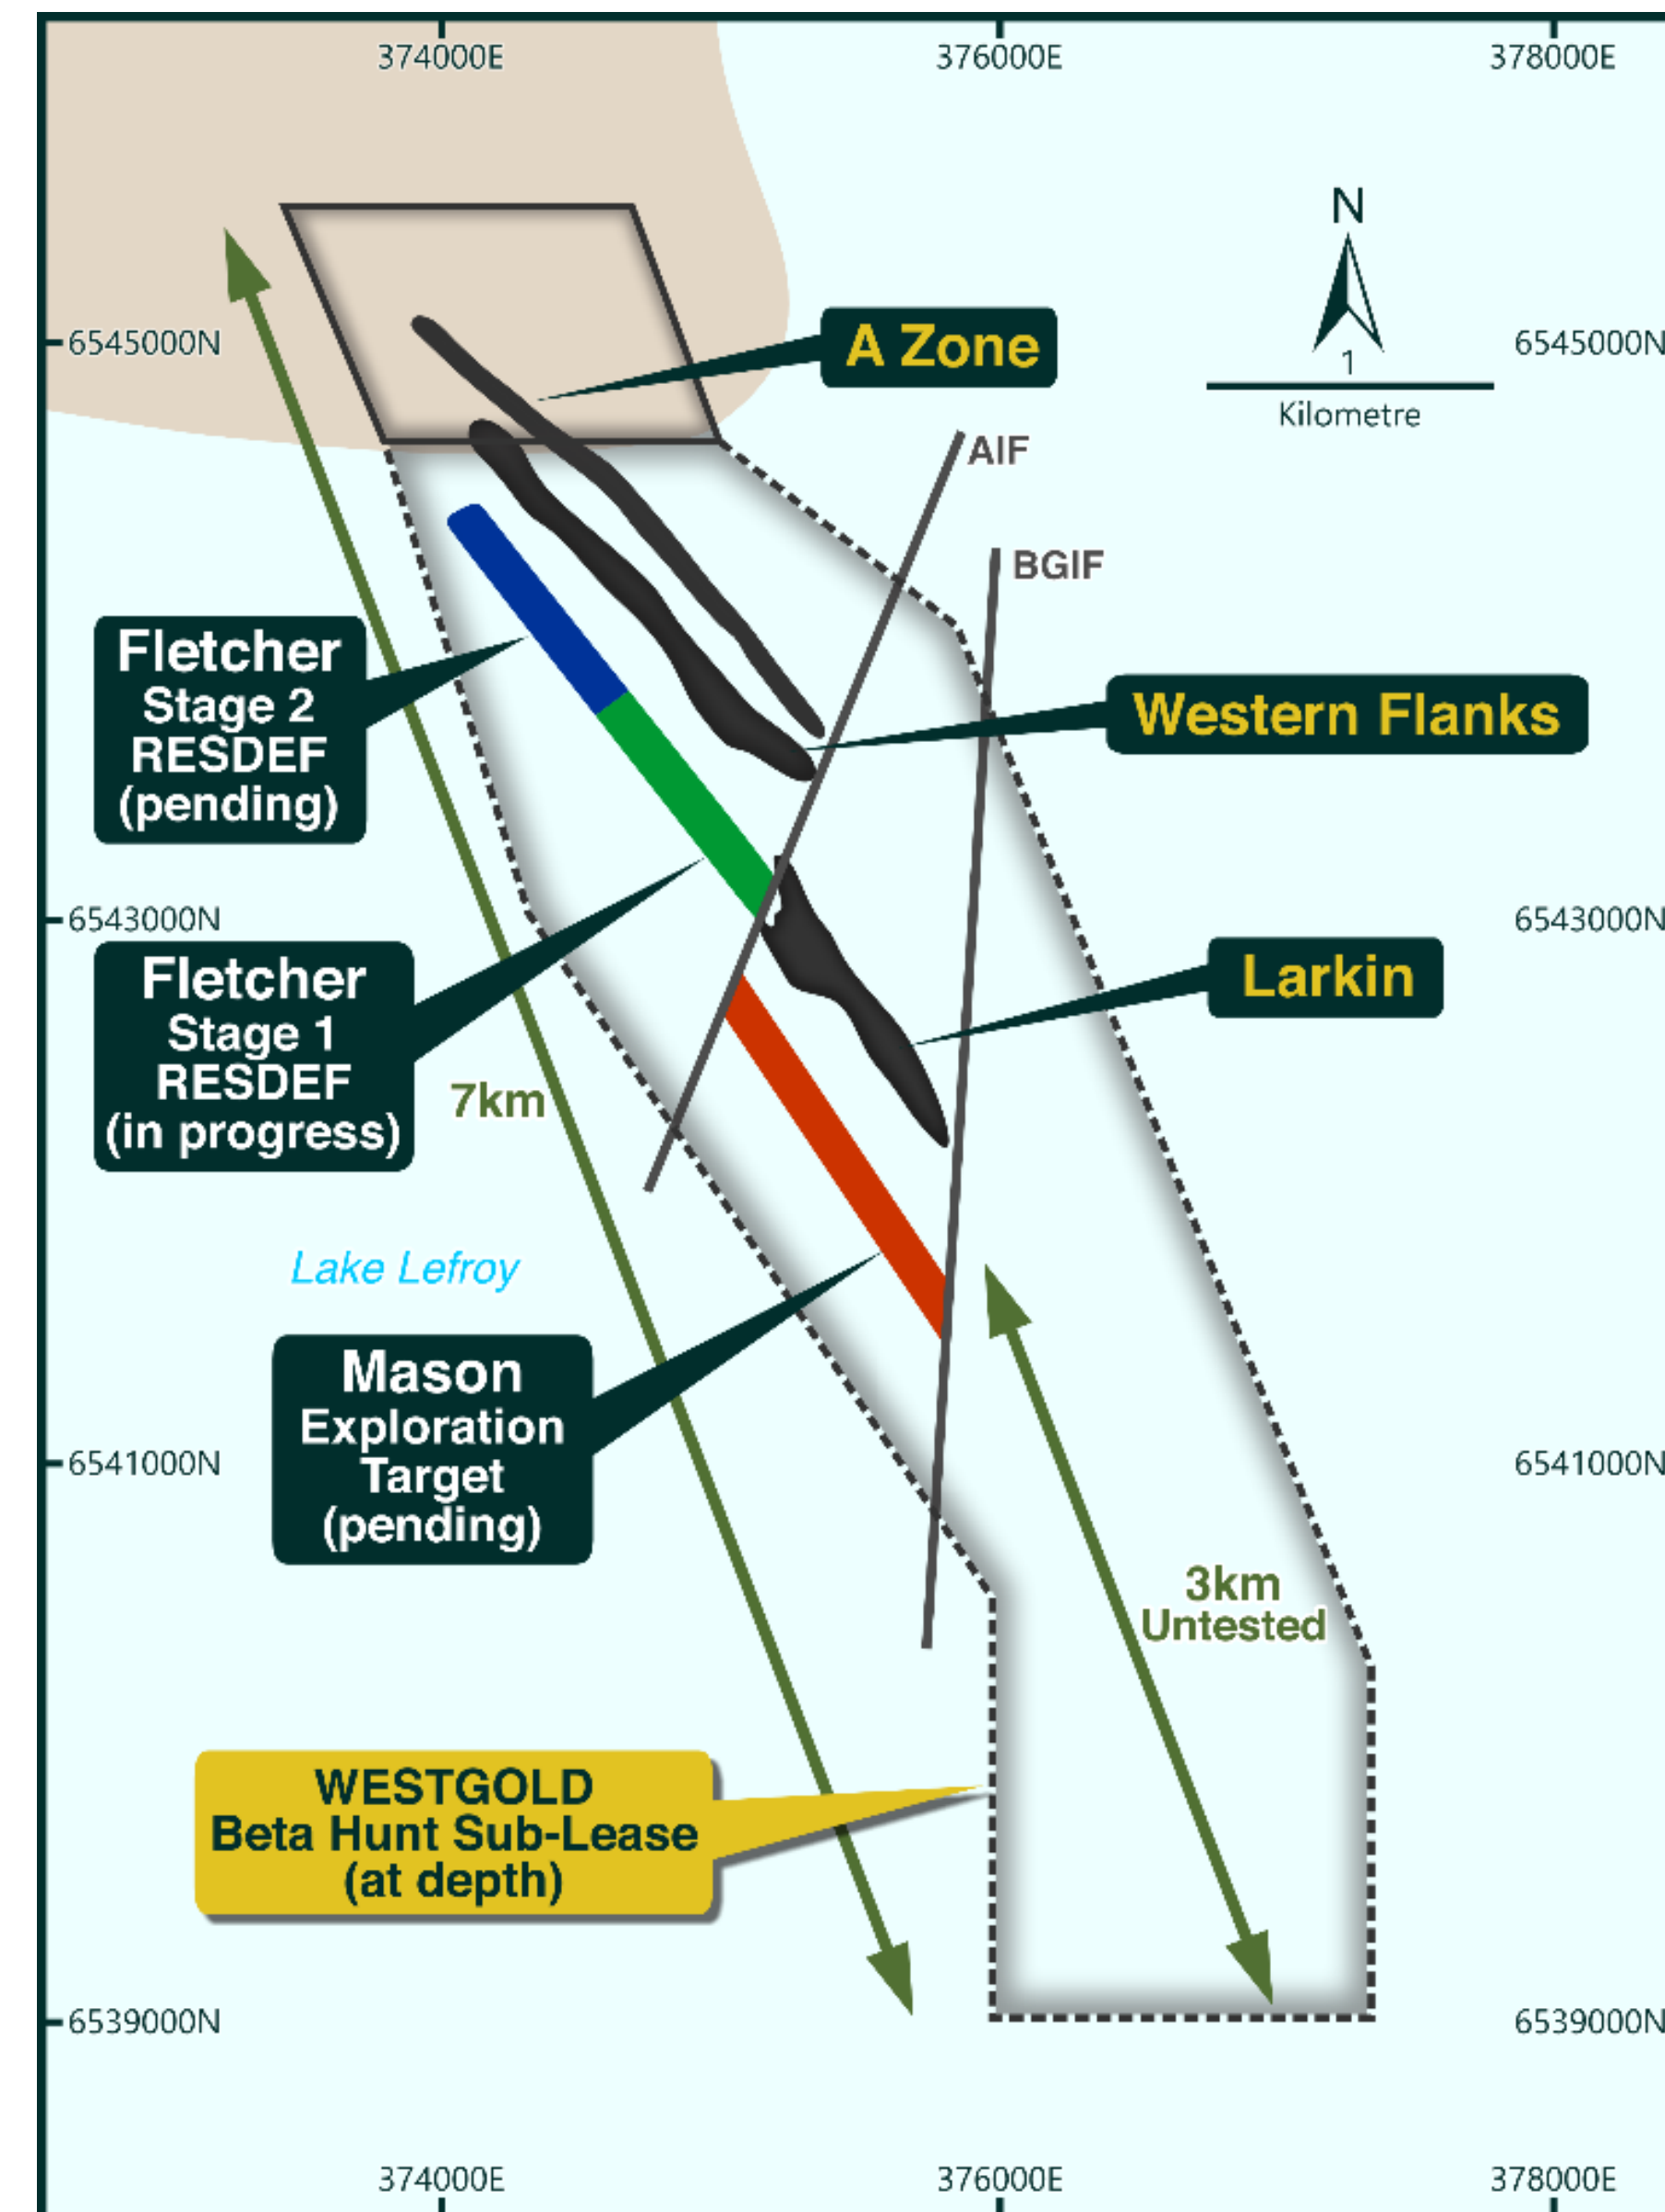 374000E
376000E
378000E
N
6545000N
A Zone
6545000N
1
Kilometre
AIF
BGIF
Fletcher
Stage 2
RESDEF
(pending)
Western Flanks
6543000N
6543000N
Fletcher
Stage 1
RESDEF
(in progress)
Larkin
7km
Lake Lefroy
Mason
Exploration
Target
(pending)
6541000N
6541000N
3km
Untested
WESTGOLD
Beta Hunt Sub-Lease
(at depth)
6539000N
6539000N
374000E
376000E
378000E